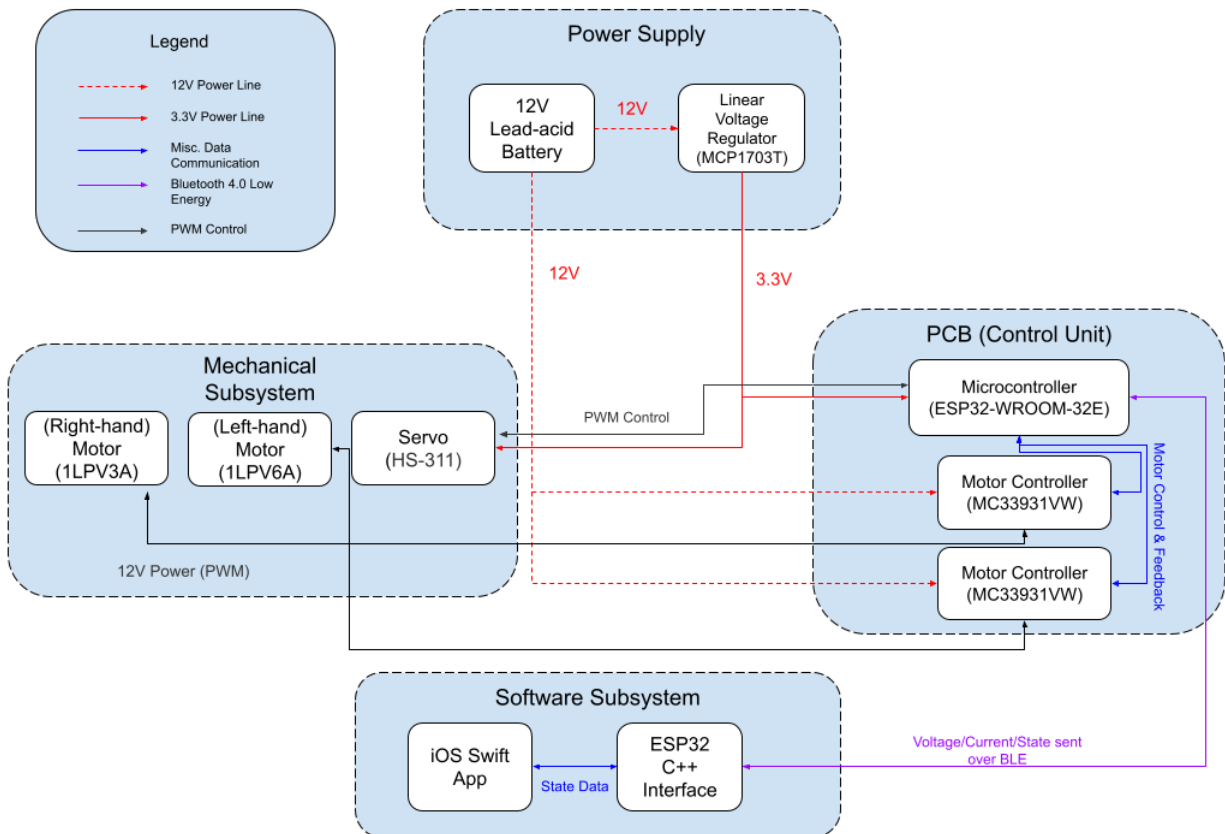 Legend
12V Power Line
3.3V Power Line
Misc. Data
Communication
Bluetooth 4.0 Low
Energy
PWM Control
Power Supply
12V
Lead-acid
Battery
12V
Linear
Voltage
Regulator
(MCP1703T)
12V
3.3V
Mechanical
Subsystem
(Right-hand)
Motor
(1LPV3A)
(Left-hand)
Motor
(1LPV6A)
Servo
(HS-311)
12V Power (PWM)
PWM Control
PCB (Control Unit)
Microcontroller
(ESP32-WROOM-32E)
Motor Controller
(MC33931VW)
Motor Controller
(MC33931VW)
Motor Control & Feedback
Software Subsystem
iOS Swift
App
State Data
ESP32
C++
Interface
Voltage/Current/State sent
over BLE